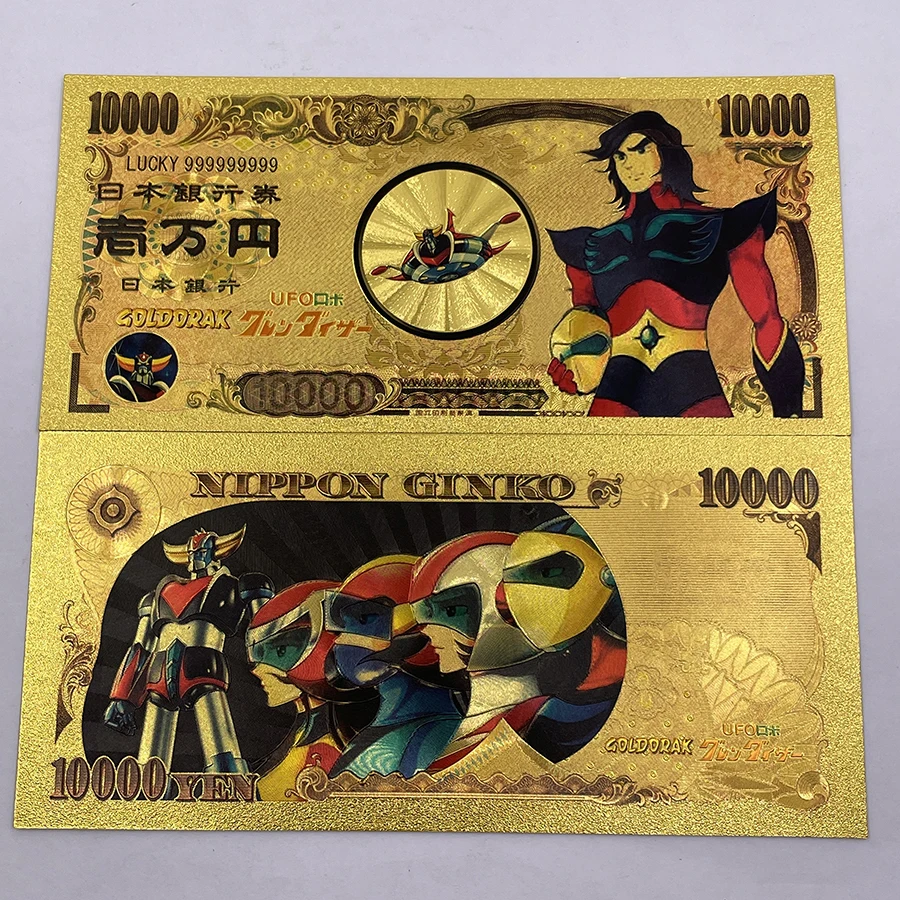 10000
10000
LUCKY 999999999
日本銀行券
壱万円
日本銀行
UFOロボ
GOLDORAK グレンダイザー
10000
NIPPON GINKO
10000
UFOロボ
GOLDORAK グレンダイザー
10000 YEN